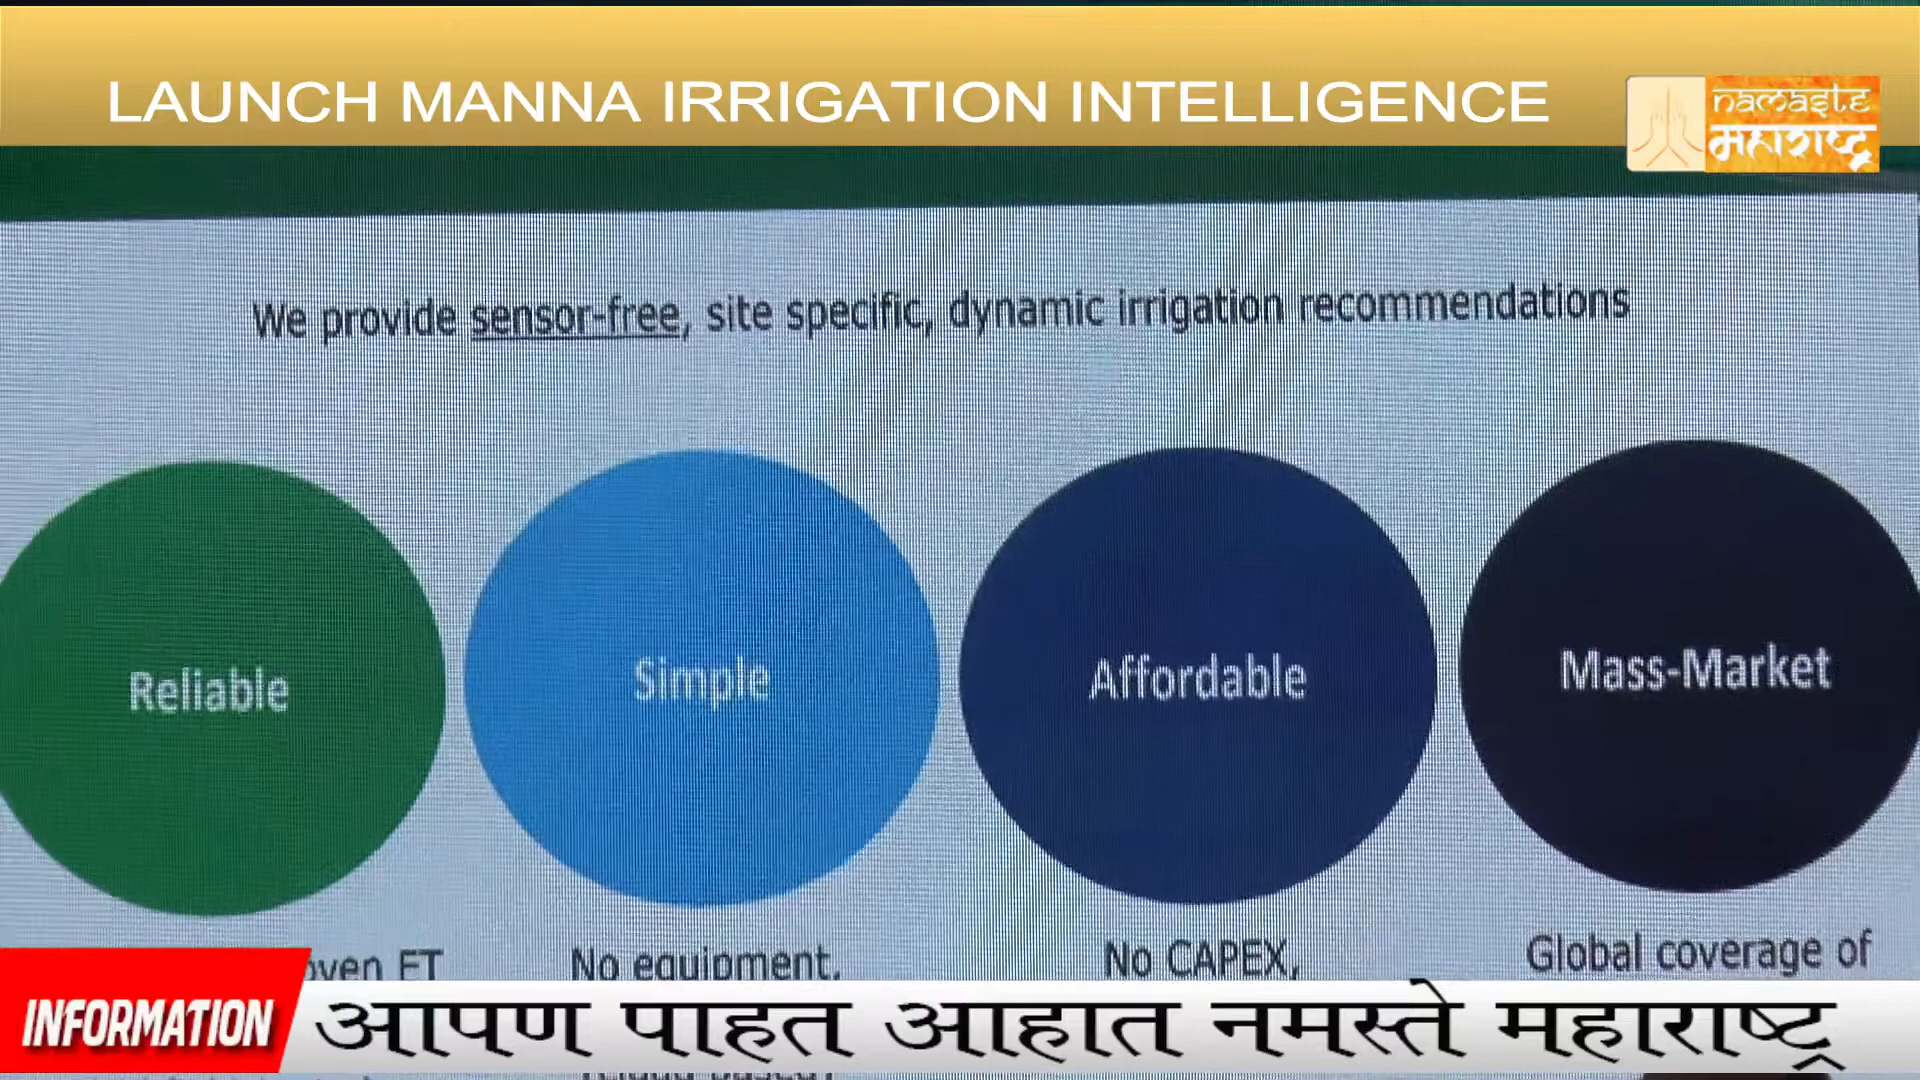 LAUNCH MANNA IRRIGATION INTELLIGENCE
namaste
महाराष्ट्र
We provide sensor-free, site specific, dynamic irrigation recommendations
Reliable
Simple
Affordable
Mass-Market
ET
No equipment,
No CAPEX,
Global coverage of
INFORMATION
आपण पाहत आहात नमस्ते महाराष्ट्र